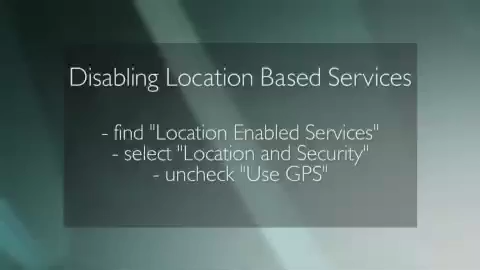 Disabling Location Based Services
- find "Location Enabled Services"
- select "Location and Security"
- uncheck "Use GPS"